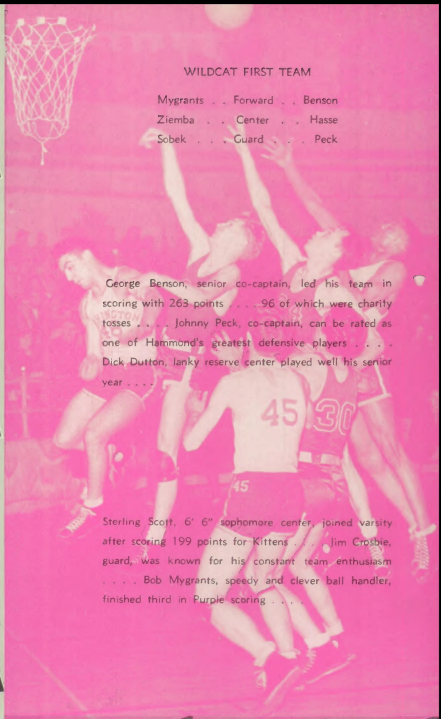 WILDCAT FIRST TEAM
Mygrants . . Forward . . Benson
Ziemba . . Center . . Hasse
Sobek . . . Guard . . . Peck
George Benson, senior co-captain, led his team in
scoring with 263 points . . . . 96 of which were charity
tosses . . . . Johnny Peck, co-captain, can be rated as
one of Hammond's greatest defensive players . . . .
Dick Dutton, lanky reserve center played well his senior
year . . . .
INGTON
45
30
45
Sterling Scott, 6' 6" sophomore center, joined varsity
after scoring 199 points for Kittens . . . . Jim Crosbie,
guard, was known for his constant team enthusiasm
. . . . . Bob Mygrants, speedy and clever ball handler,
finished third in Purple scoring . . . .